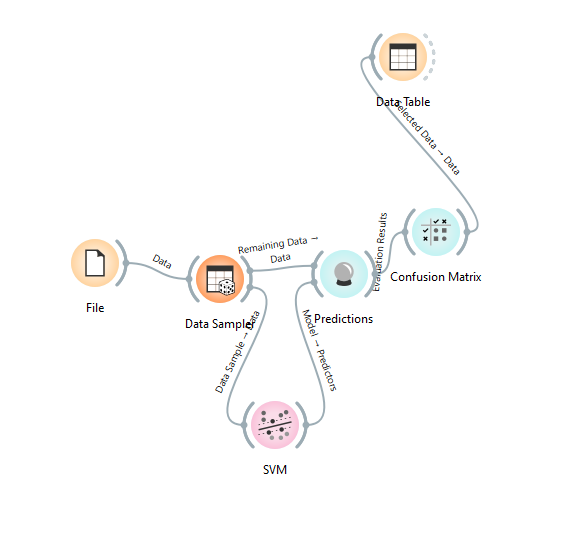 Data Table
Selected Data → Data
Remaining Data →
Data
Evaluation Results
Confusion Matrix
Data
File
Data Sampler
Predictions
Data Sample → Data
Model → Predictors
SVM